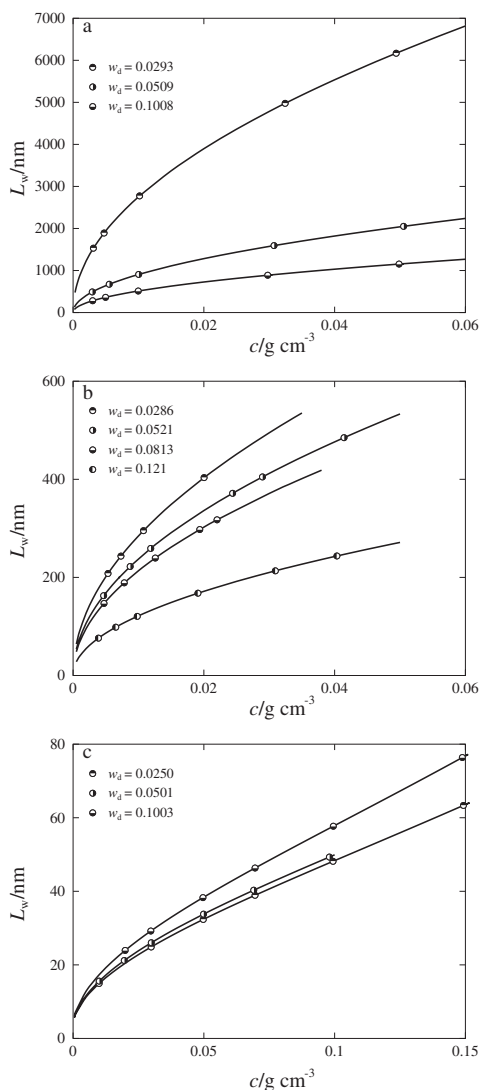 a
7000
w_d = 0.0293
w_d = 0.0509
w_d = 0.1008
6000
5000
4000
3000
2000
1000
0
L_w/nm
0 0.02 0.04 0.06
c/g cm⁻³
b
600
w_d = 0.0286
w_d = 0.0521
w_d = 0.0813
w_d = 0.121
400
200
0
L_w/nm
0 0.02 0.04 0.06
c/g cm⁻³
c
80
w_d = 0.0250
w_d = 0.0501
w_d = 0.1003
60
40
20
0
L_w/nm
0 0.05 0.1 0.15
c/g cm⁻³